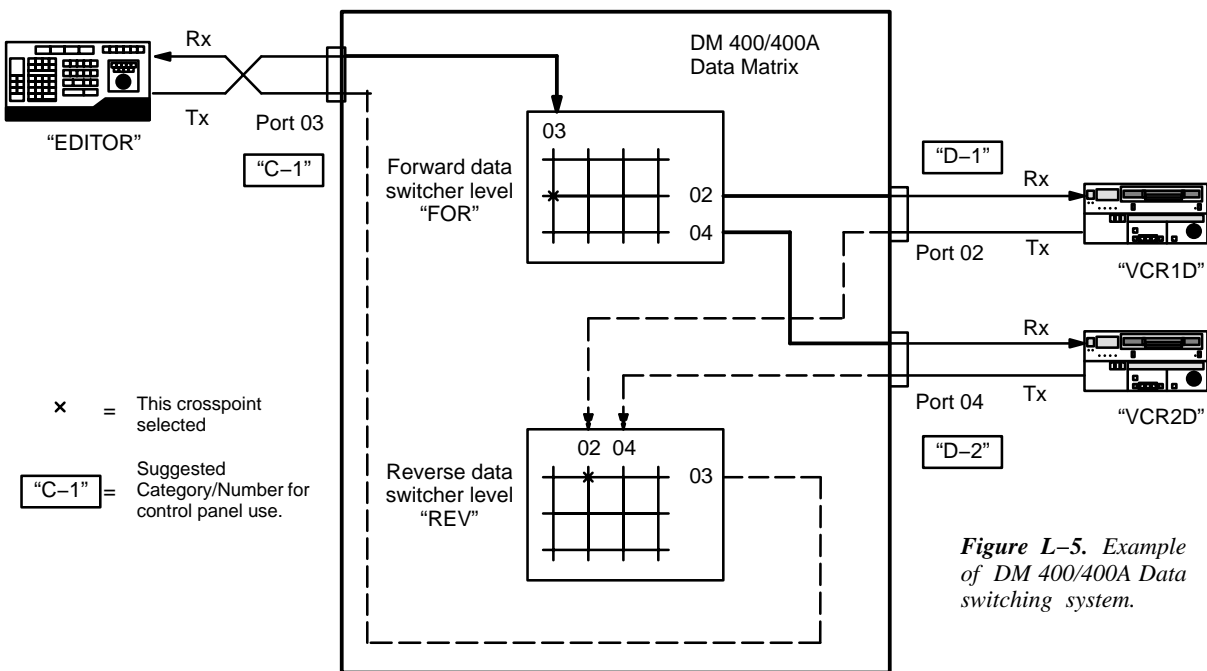 Rx
Tx
“EDITOR”
Port 03
“C–1”
DM 400/400A
Data Matrix
03
Forward data
switcher level
“FOR”
02
04
“D–1”
Rx
Port 02
Tx
“VCR1D”
Rx
Port 04
Tx
“VCR2D”
“D–2”
× = This crosspoint
selected
“C–1” = Suggested
Category/Number for
control panel use.
02 04
Reverse data
switcher level
“REV”
03
Figure L–5. Example
of DM 400/400A Data
switching system.